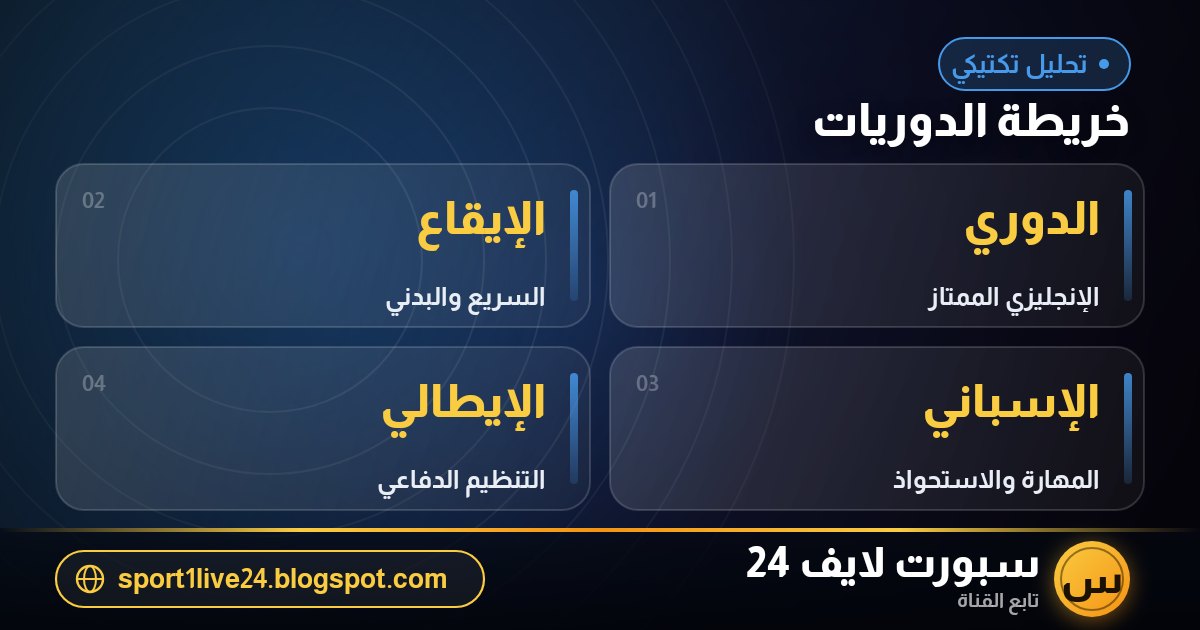 تحليل تكتيكي
خريطة الدوريات
01
الدوري
الإنجليزي الممتاز
02
الإيقاع
السريع والبدني
03
الإسباني
المهارة والاستحواذ
04
الإيطالي
التنظيم الدفاعي
س
سبورت لايف 24
تابع القناة
sport1live24.blogspot.com